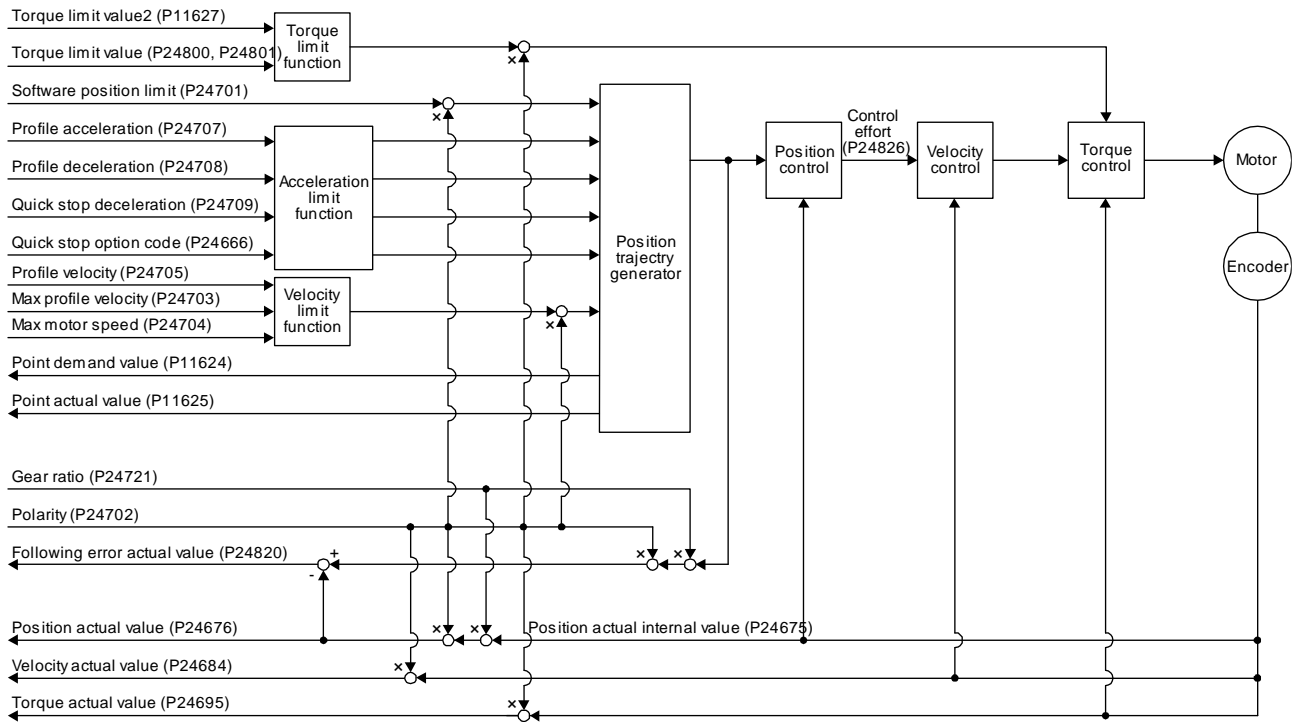 Torque limit value2 (P11627)
Torque limit value (P24800, P24801)
Torque
limit
function
×
Software position limit (P24701)
×
Profile acceleration (P24707)
Profile deceleration (P24708)
Quick stop deceleration (P24709)
Quick stop option code (P24666)
Acceleration
limit
function
Profile velocity (P24705)
Max profile velocity (P24703)
Max motor speed (P24704)
Velocity
limit
function
×
Position
trajectry
generator
Position
control
Control
effort
(P24826)
Velocity
control
Torque
control
Motor
Encoder
Point demand value (P11624)
Point actual value (P11625)
Gear ratio (P24721)
Polarity (P24702)
Following error actual value (P24820)
+
-
×
×
Position actual value (P24676)
×
×
Position actual internal value (P24675)
Velocity actual value (P24684)
×
Torque actual value (P24695)
×